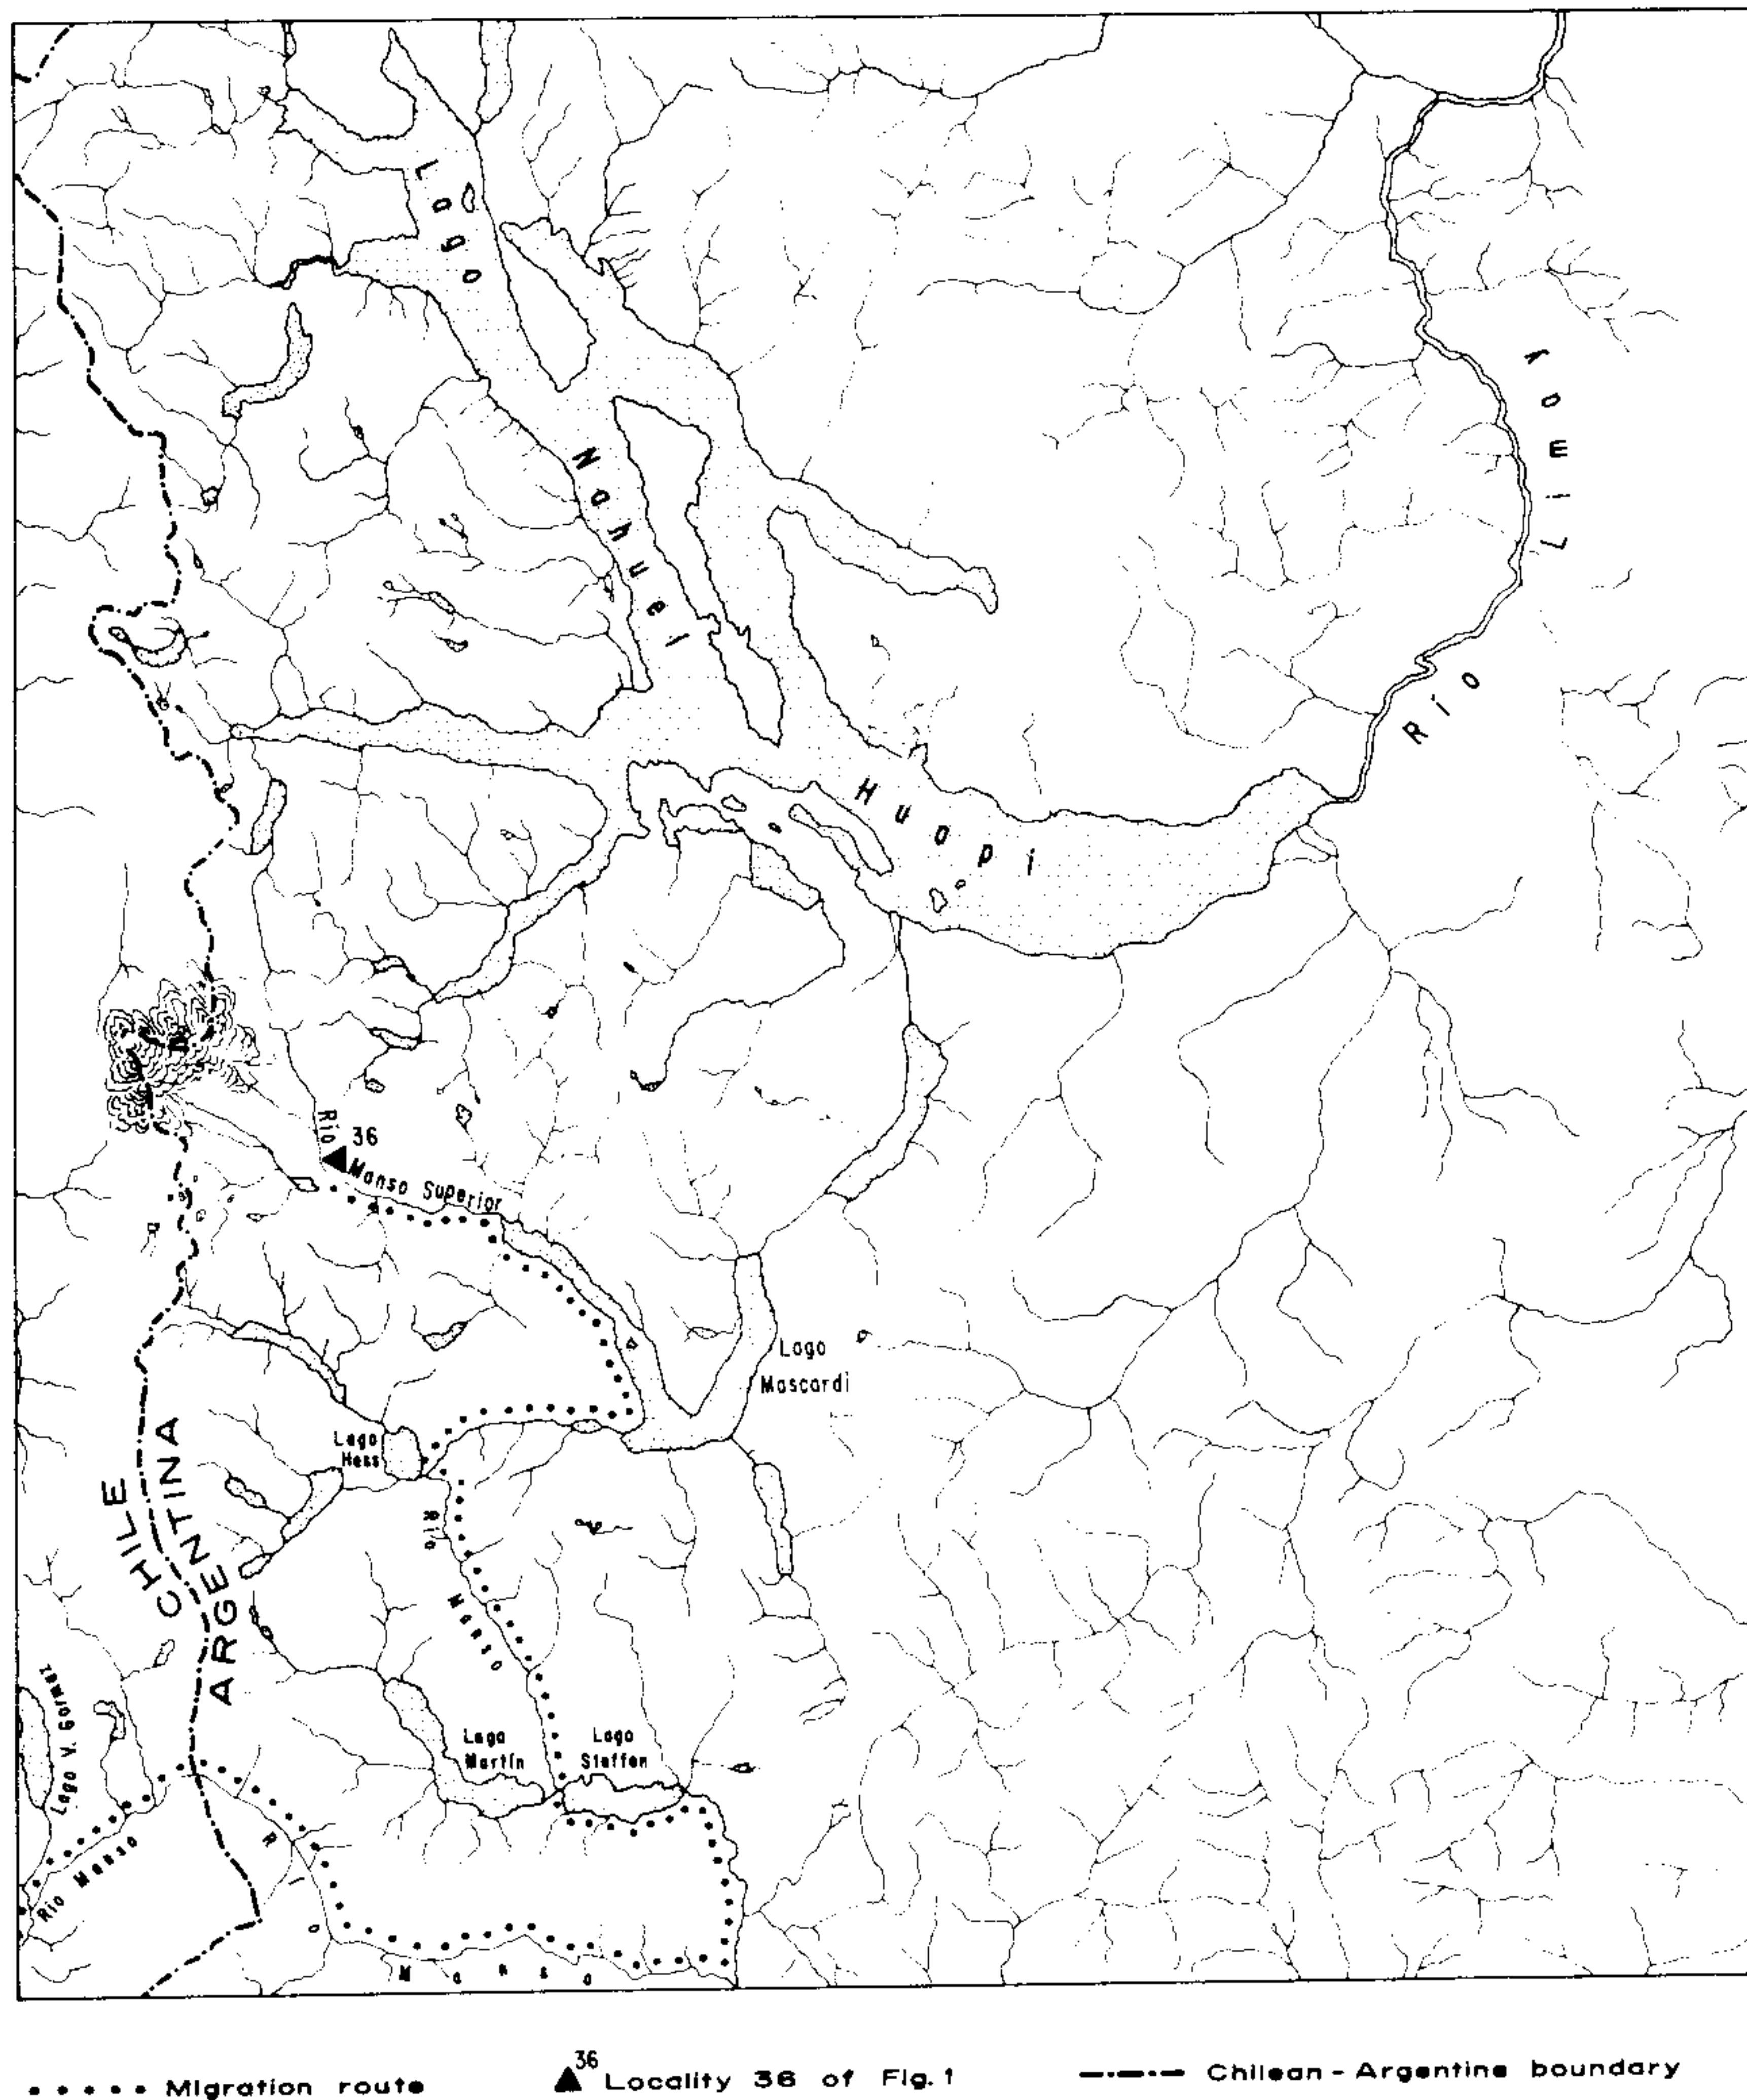 Lago
Nahuel
Huapi
Río Limay
Río
36
Manso Superior
Lago
Mascardi
Lago
Hess
CHILE
ARGENTINA
Río
Manso
Lago V. Gormaz
Lago
Martín
Lago
Steffen
Río Manso
Río
Manso
• • • • • Migration route
36
▲ Locality 36 of Fig. 1
Chilean - Argentine boundary